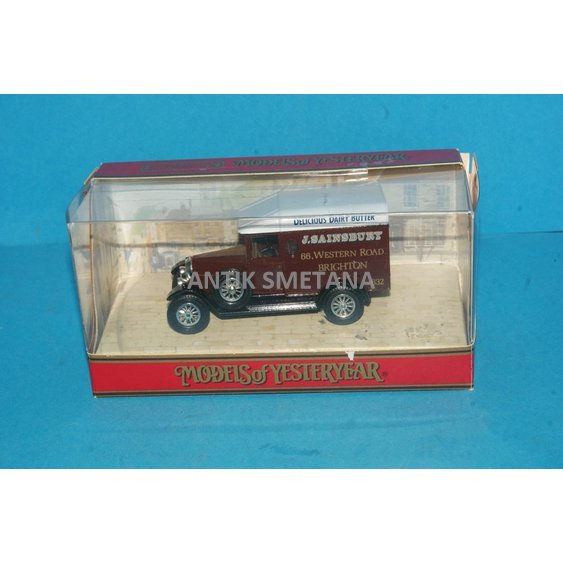 MODELS of YESTERYEAR
DELICIOUS DAIRY BUTTER
J. SAINSBURY
66, WESTERN ROAD
BRIGHTON
ANTIK SMETANA
MODELS of YESTERYEAR